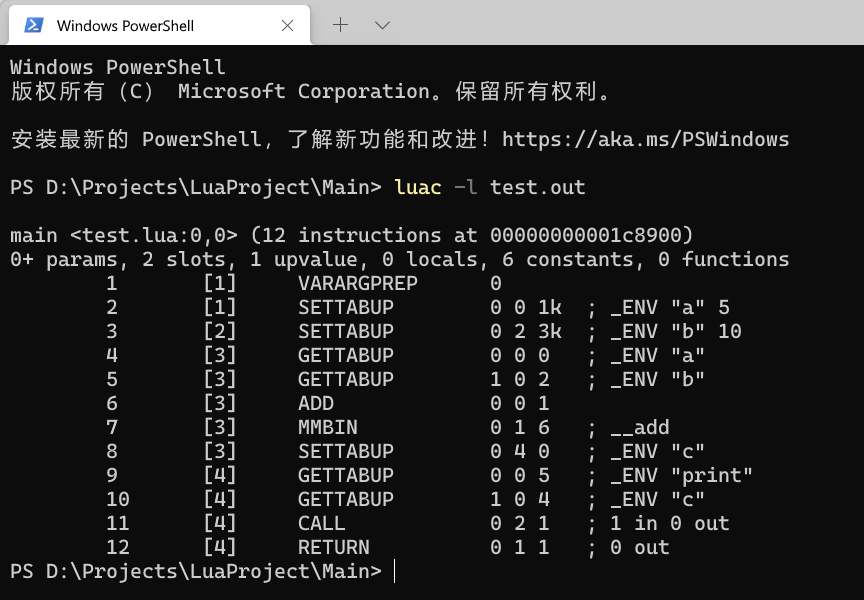 Windows PowerShell
Windows PowerShell
版权所有（C） Microsoft Corporation。保留所有权利。
安装最新的 PowerShell，了解新功能和改进！https://aka.ms/PSWindows
PS D:\Projects\LuaProject\Main> luac -l test.out
main <test.lua:0,0> (12 instructions at 00000000001c8900)
0+ params, 2 slots, 1 upvalue, 0 locals, 6 constants, 0 functions
1 [1] VARARGPREP 0
2 [1] SETTABUP 0 0 1k ; _ENV "a" 5
3 [2] SETTABUP 0 2 3k ; _ENV "b" 10
4 [3] GETTABUP 0 0 0 ; _ENV "a"
5 [3] GETTABUP 1 0 2 ; _ENV "b"
6 [3] ADD 0 0 1
7 [3] MMBIN 0 1 6 ; __add
8 [3] SETTABUP 0 4 0 ; _ENV "c"
9 [4] GETTABUP 0 0 5 ; _ENV "print"
10 [4] GETTABUP 1 0 4 ; _ENV "c"
11 [4] CALL 0 2 1 ; 1 in 0 out
12 [4] RETURN 0 1 1 ; 0 out
PS D:\Projects\LuaProject\Main>